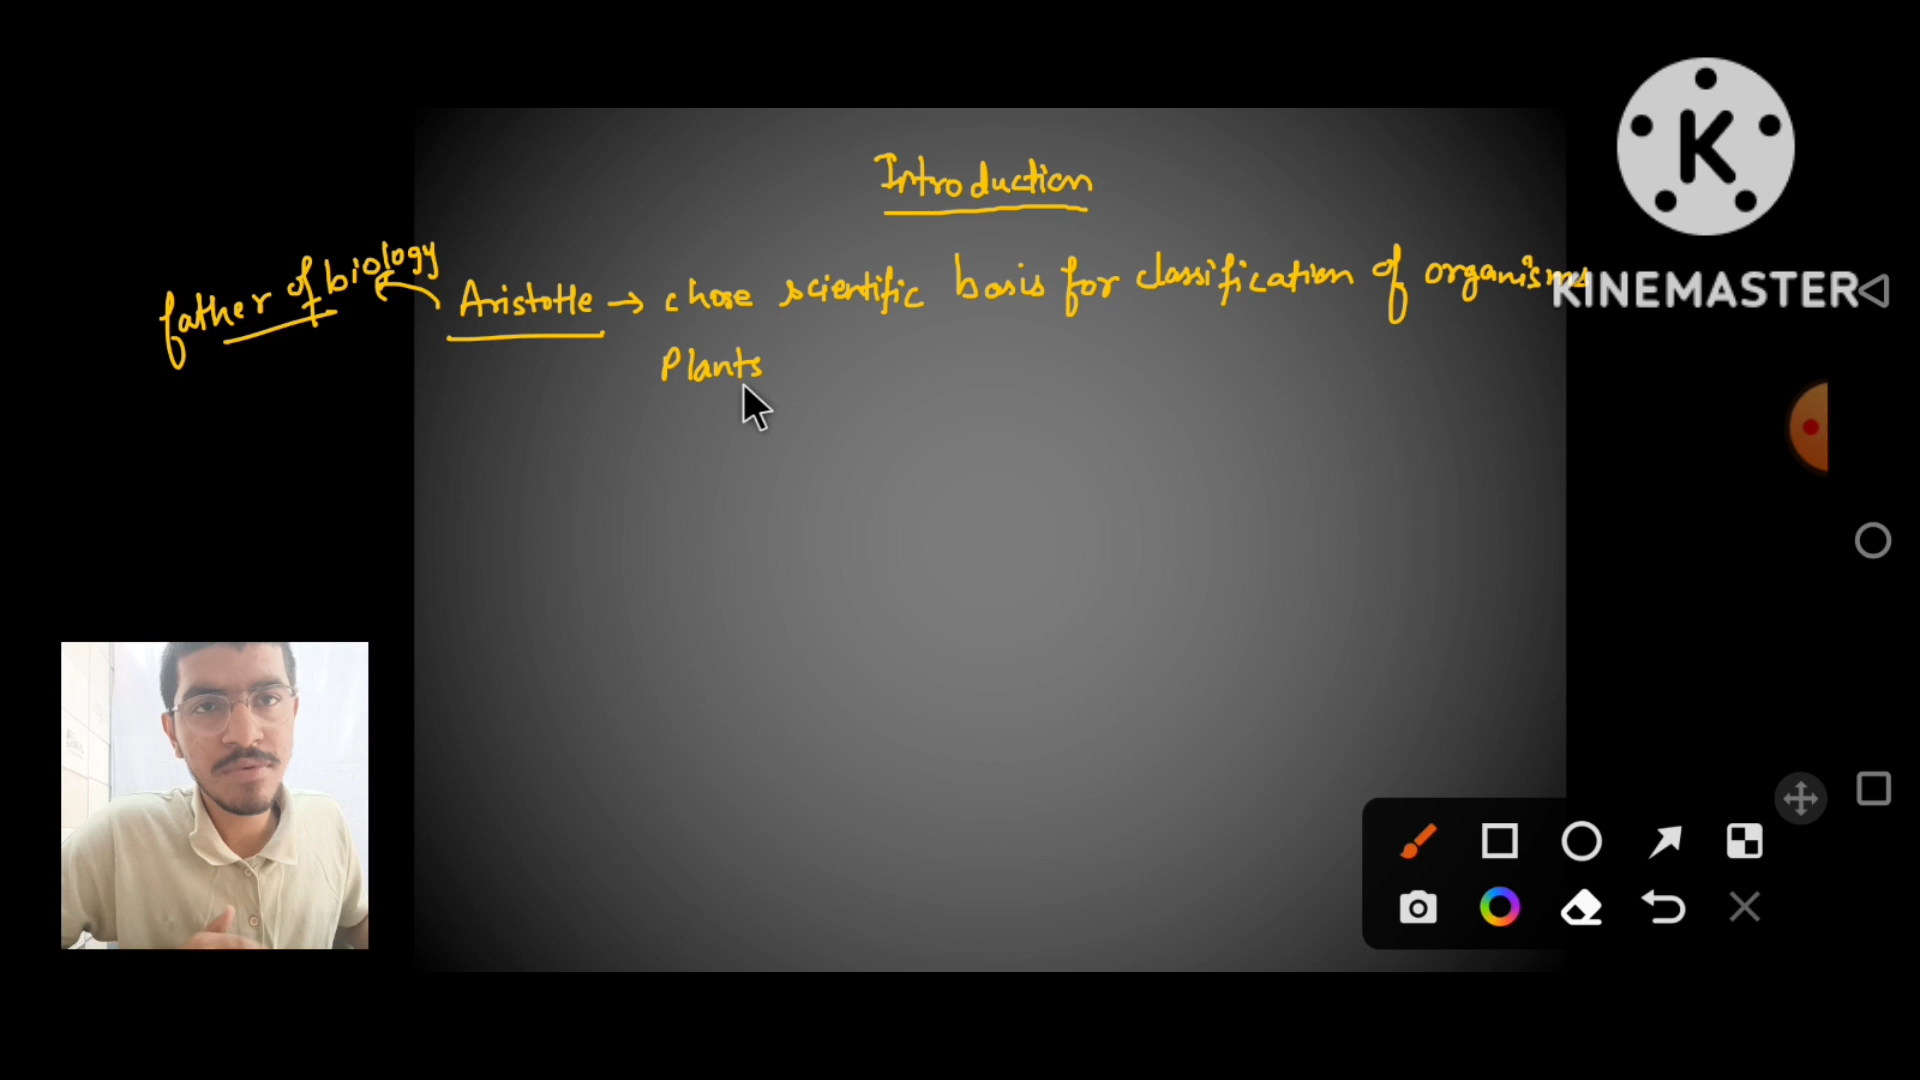 Introduction
father of biology
Aristotle → chose scientific basis for classification of organisms
Plants
K
KINEMASTER